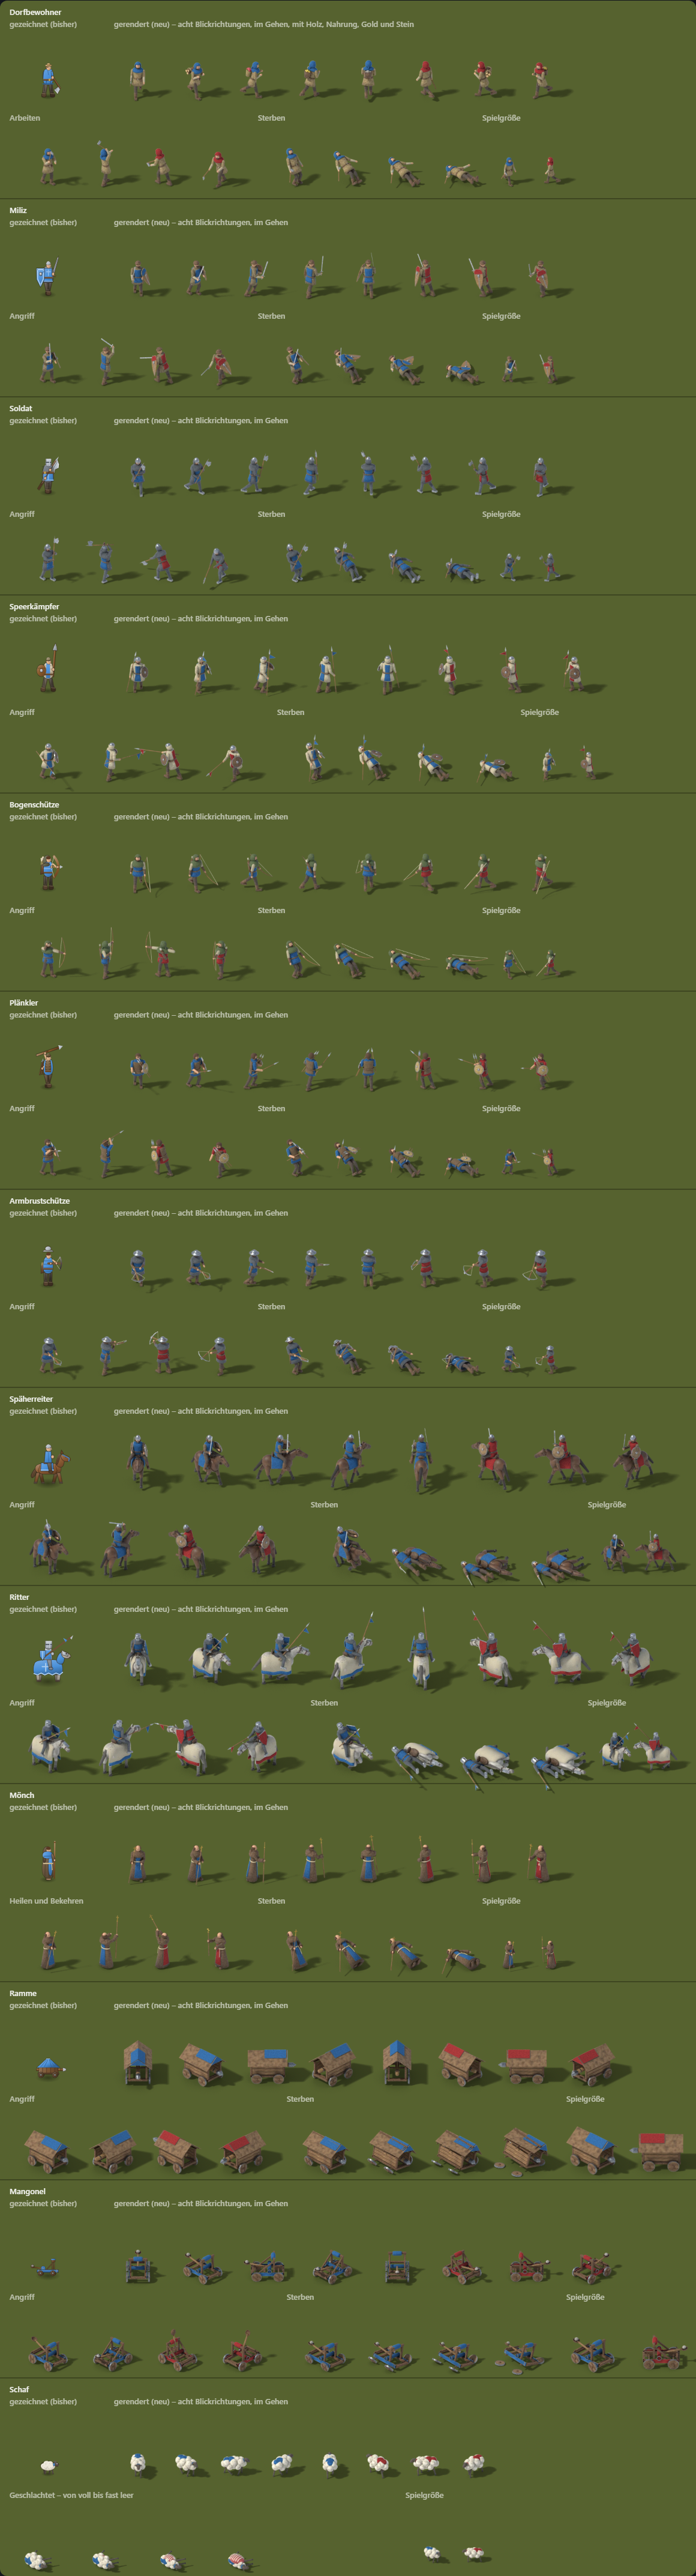 Dorfbewohner
gezeichnet (bisher) gerendert (neu) – acht Blickrichtungen, im Gehen, mit Holz, Nahrung, Gold und Stein
Arbeiten Sterben Spielgröße
Miliz
gezeichnet (bisher) gerendert (neu) – acht Blickrichtungen, im Gehen
Angriff Sterben Spielgröße
Soldat
gezeichnet (bisher) gerendert (neu) – acht Blickrichtungen, im Gehen
Angriff Sterben Spielgröße
Speerkämpfer
gezeichnet (bisher) gerendert (neu) – acht Blickrichtungen, im Gehen
Angriff Sterben Spielgröße
Bogenschütze
gezeichnet (bisher) gerendert (neu) – acht Blickrichtungen, im Gehen
Angriff Sterben Spielgröße
Plänkler
gezeichnet (bisher) gerendert (neu) – acht Blickrichtungen, im Gehen
Angriff Sterben Spielgröße
Armbrustschütze
gezeichnet (bisher) gerendert (neu) – acht Blickrichtungen, im Gehen
Angriff Sterben Spielgröße
Späherreiter
gezeichnet (bisher) gerendert (neu) – acht Blickrichtungen, im Gehen
Angriff Sterben Spielgröße
Ritter
gezeichnet (bisher) gerendert (neu) – acht Blickrichtungen, im Gehen
Angriff Sterben Spielgröße
Mönch
gezeichnet (bisher) gerendert (neu) – acht Blickrichtungen, im Gehen
Heilen und Bekehren Sterben Spielgröße
Ramme
gezeichnet (bisher) gerendert (neu) – acht Blickrichtungen, im Gehen
Angriff Sterben Spielgröße
Mangonel
gezeichnet (bisher) gerendert (neu) – acht Blickrichtungen, im Gehen
Angriff Sterben Spielgröße
Schaf
gezeichnet (bisher) gerendert (neu) – acht Blickrichtungen, im Gehen
Geschlachtet – von voll bis fast leer Spielgröße